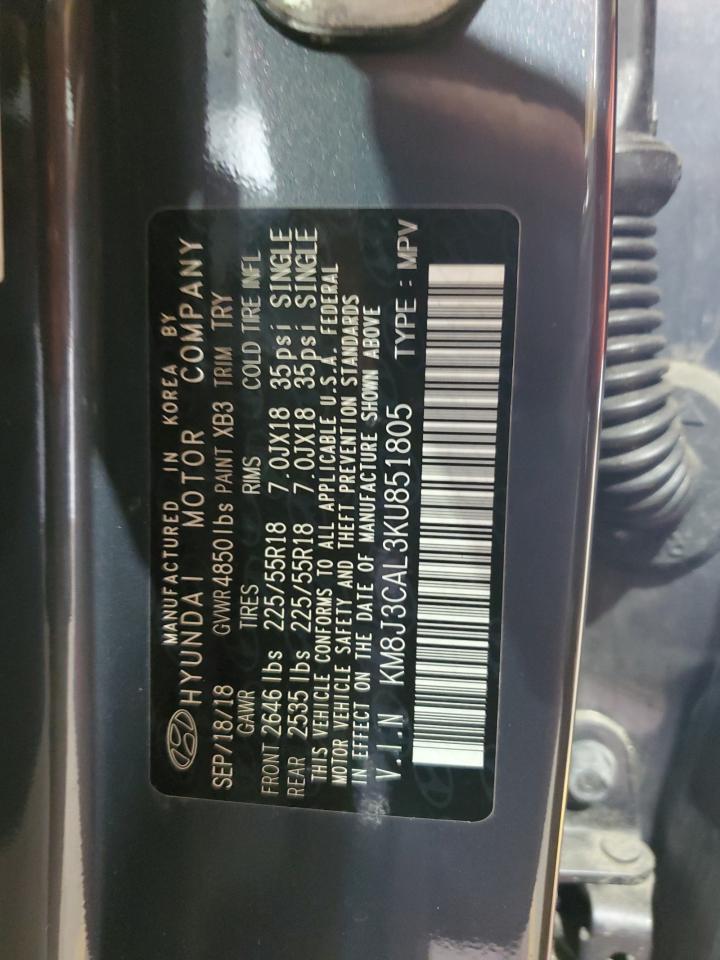 MANUFACTURED IN KOREA BY
HYUNDAI MOTOR COMPANY
SEP/18/18 GVWR 4850lbs PAINT XB3 TRIM TRY
GAWR TIRES RIMS COLD TIRE INFL
FRONT 2646 lbs 225/55R18 7.0JX18 35psi SINGLE
REAR 2535 lbs 225/55R18 7.0JX18 35psi SINGLE
THIS VEHICLE CONFORMS TO ALL APPLICABLE U.S.A. FEDERAL
MOTOR VEHICLE SAFETY AND THEFT PREVENTION STANDARDS
IN EFFECT ON THE DATE OF MANUFACTURE SHOWN ABOVE
V.I.N KM8J3CAL3KU851805 TYPE : MPV